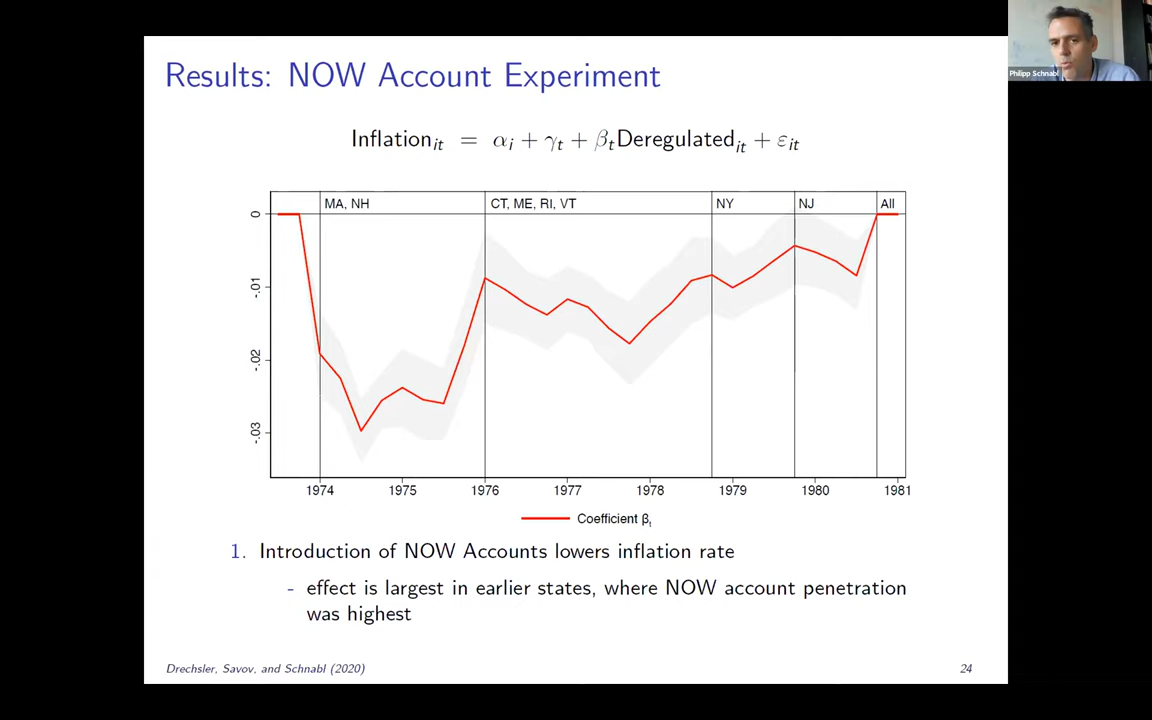 Philipp Schnabl
Results: NOW Account Experiment
Inflation_it = α_i + γ_t + β_t Deregulated_it + ε_it
MA, NH CT, ME, RI, VT NY NJ All
0
-.01
-.02
-.03
1974 1975 1976 1977 1978 1979 1980 1981
Coefficient β_t
1. Introduction of NOW Accounts lowers inflation rate
- effect is largest in earlier states, where NOW account penetration
was highest
Drechsler, Savov, and Schnabl (2020) 24